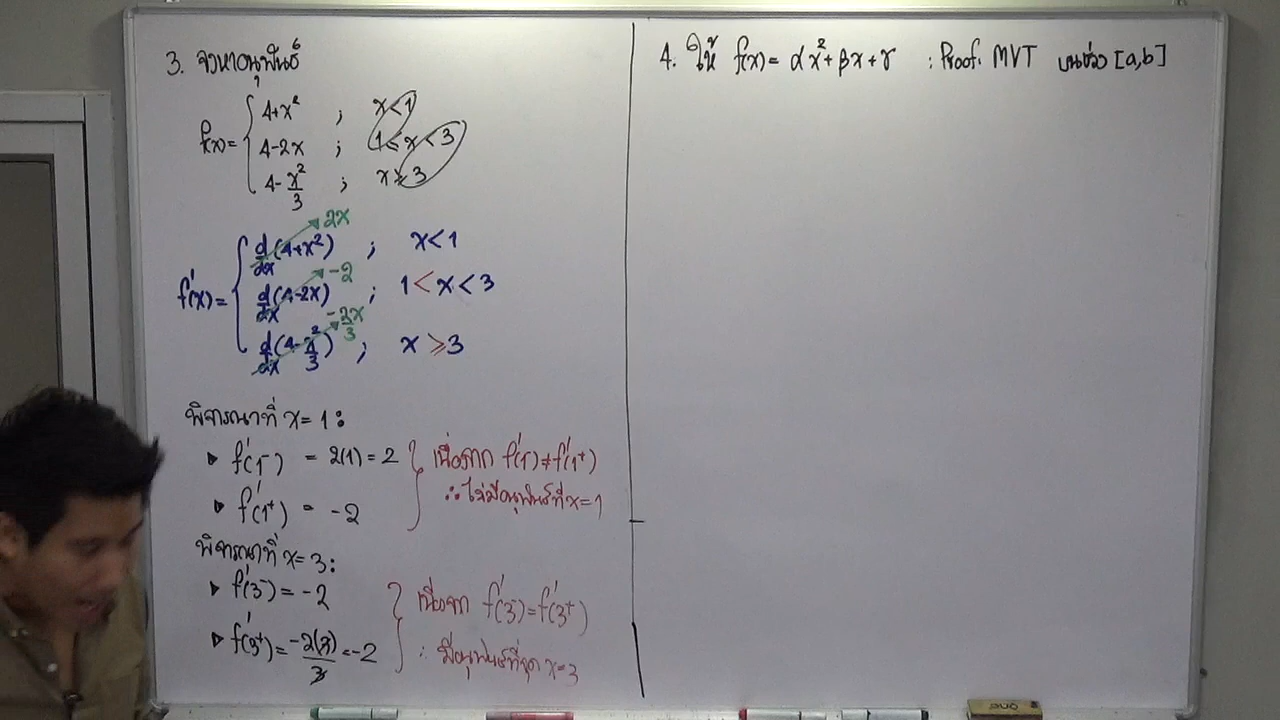 3. จงหาอนุพันธ์
f(x) = { 4+x² ; x<1
4-2x ; 1≤x<3
4-x²/3 ; x≥3
f'(x) = { d/dx(4+x²) 2x ; x<1
d/dx(4-2x) -2 ; 1<x<3
d/dx(4-x²/3) -2x/3 ; x≥3
พิจารณาที่ x=1 :
f'(1⁻) = 2(1) = 2
f'(1⁺) = -2
เนื่องจาก f'(1⁻)≠f'(1⁺)
∴ ไม่มีอนุพันธ์ที่ x=1
พิจารณาที่ x=3 :
f'(3⁻) = -2
f'(3⁺) = -2(3)/3 = -2
เนื่องจาก f'(3⁻)=f'(3⁺)
∴ มีอนุพันธ์ที่จุด x=3
4. ให้ f(x) = αx²+βx+γ : Proof. MVT บนช่วง [a,b]